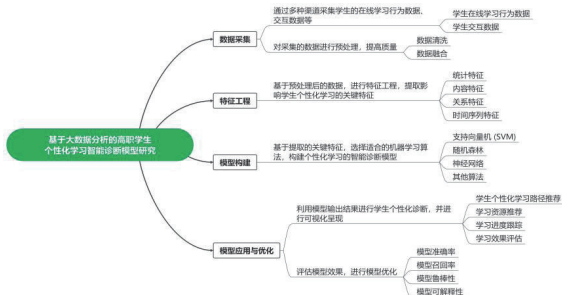 通过多种渠道采集学生的在线学习行为数据、
交互数据等
学生在线学习行为数据
学生交互数据
数据采集
对采集的数据进行预处理，提高质量
数据清洗
数据融合
基于预处理后的数据，进行特征工程，提取影
响学生个性化学习的关键特征
统计特征
内容特征
关系特征
时间序列特征
特征工程
基于大数据分析的高职学生
个性化学习智能诊断模型研究
基于提取的关键特征，选择适合的机器学习算
法，构建个性化学习的智能诊断模型
支持向量机 (SVM)
随机森林
神经网络
其他算法
模型构建
利用模型输出结果进行学生个性化诊断，并进
行可视化呈现
学生个性化学习路径推荐
学习资源推荐
学习进度跟踪
学习效果评估
模型应用与优化
评估模型效果，进行模型优化
模型准确率
模型召回率
模型鲁棒性
模型可解释性